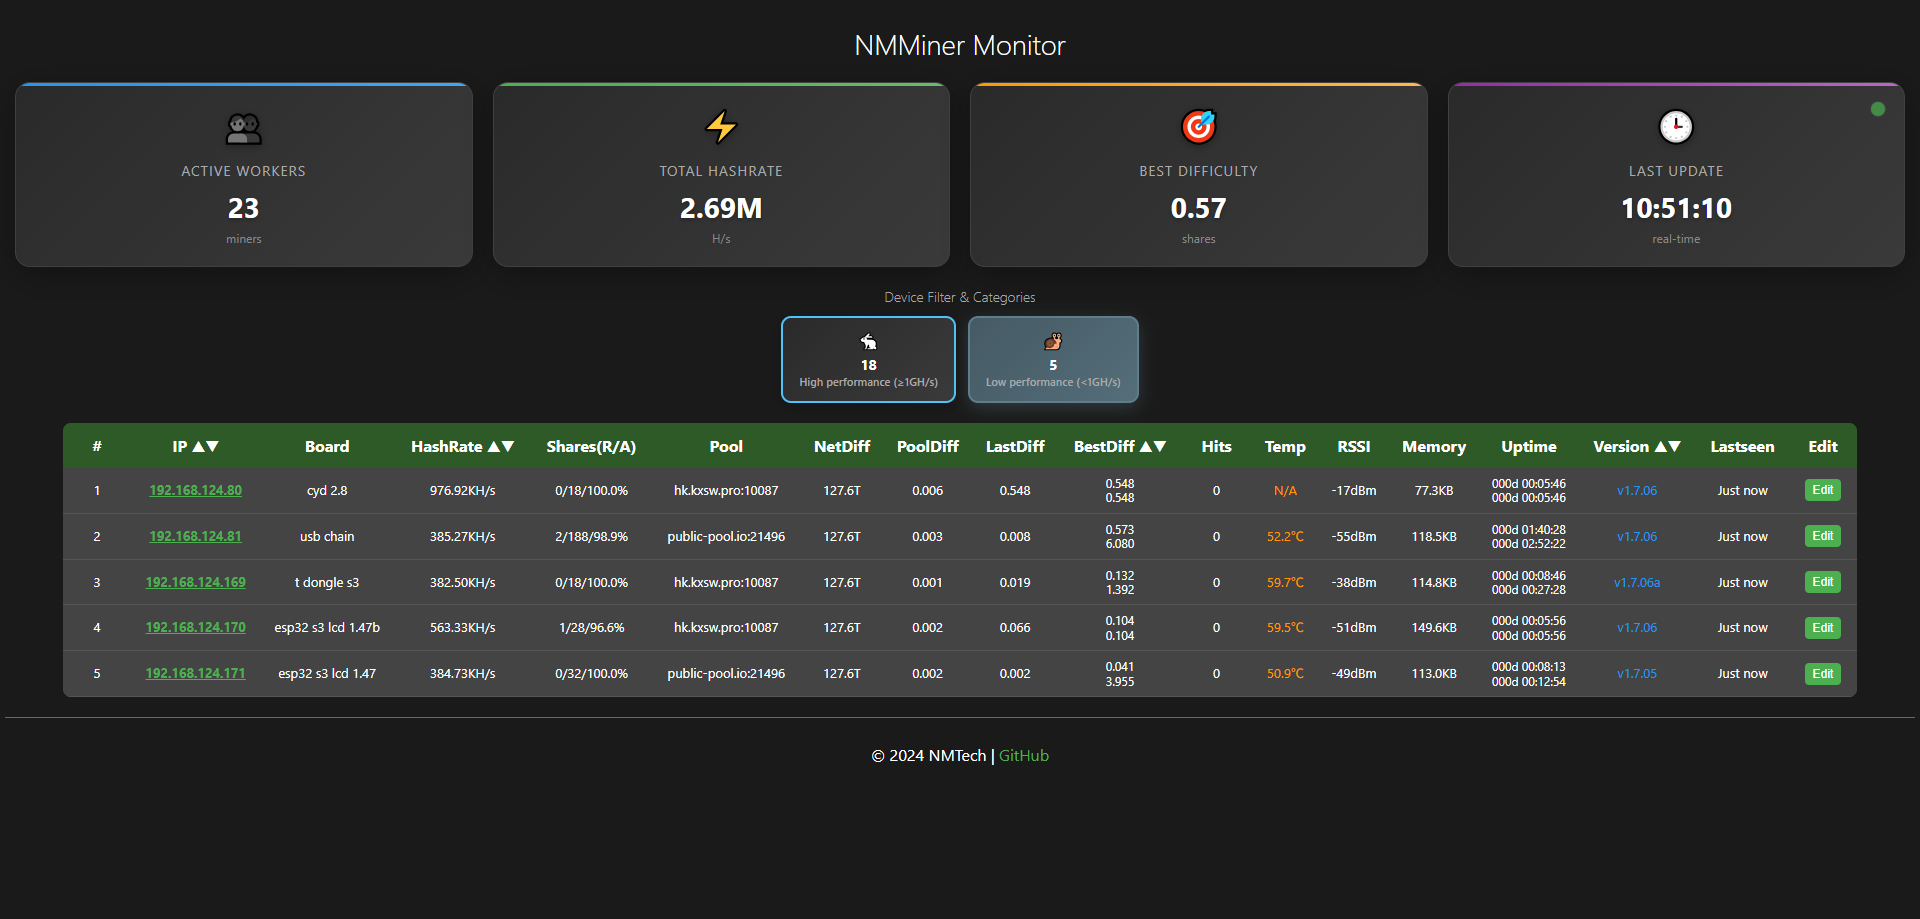 NMMiner Monitor
ACTIVE WORKERS
23
miners
TOTAL HASHRATE
2.69M
H/s
BEST DIFFICULTY
0.57
shares
LAST UPDATE
10:51:10
real-time
Device Filter & Categories
18
High performance (≥1GH/s)
5
Low performance (<1GH/s)
# IP ▲▼ Board HashRate ▲▼ Shares(R/A) Pool NetDiff PoolDiff LastDiff BestDiff ▲▼ Hits Temp RSSI Memory Uptime Version ▲▼ Lastseen Edit
1 192.168.124.80 cyd 2.8 976.92KH/s 0/18/100.0% hk.kxsw.pro:10087 127.6T 0.006 0.548 0.548 0.548 0 N/A -17dBm 77.3KB 000d 00:05:46 000d 00:05:46 v1.7.06 Just now Edit
2 192.168.124.81 usb chain 385.27KH/s 2/188/98.9% public-pool.io:21496 127.6T 0.003 0.008 0.573 6.080 0 52.2°C -55dBm 118.5KB 000d 01:40:28 000d 02:52:22 v1.7.06 Just now Edit
3 192.168.124.169 t dongle s3 382.50KH/s 0/18/100.0% hk.kxsw.pro:10087 127.6T 0.001 0.019 0.132 1.392 0 59.7°C -38dBm 114.8KB 000d 00:08:46 000d 00:27:28 v1.7.06a Just now Edit
4 192.168.124.170 esp32 s3 lcd 1.47b 563.33KH/s 1/28/96.6% hk.kxsw.pro:10087 127.6T 0.002 0.066 0.104 0.104 0 59.5°C -51dBm 149.6KB 000d 00:05:56 000d 00:05:56 v1.7.06 Just now Edit
5 192.168.124.171 esp32 s3 lcd 1.47 384.73KH/s 0/32/100.0% public-pool.io:21496 127.6T 0.002 0.002 0.041 3.955 0 50.9°C -49dBm 113.0KB 000d 00:08:13 000d 00:12:54 v1.7.05 Just now Edit
© 2024 NMTech | GitHub